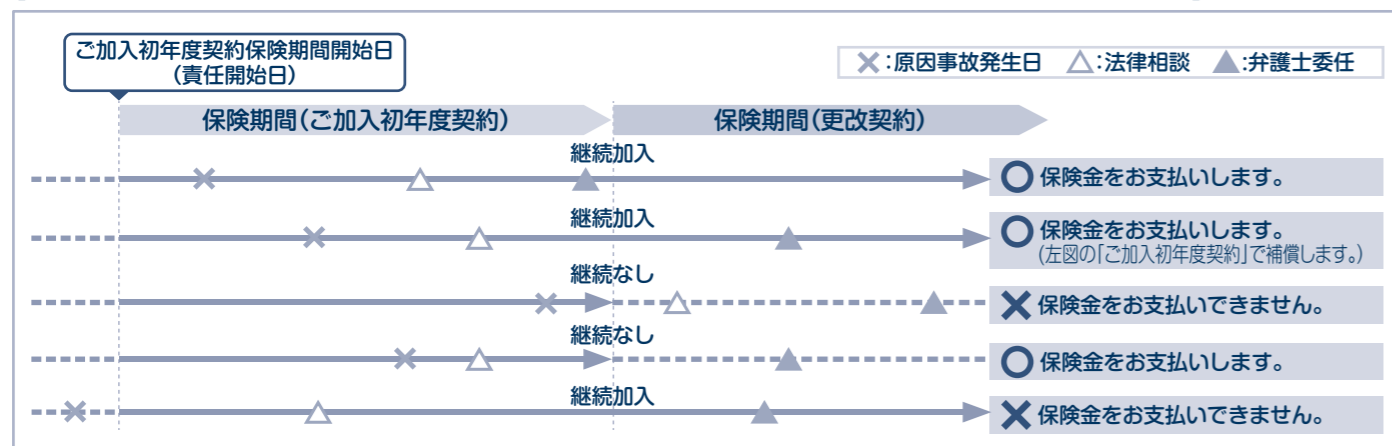 ご加入初年度契約保険期間開始日
(責任開始日)
×:原因事故発生日 △:法律相談 ▲:弁護士委任
保険期間(ご加入初年度契約) 保険期間(更改契約)
継続加入
○ 保険金をお支払いします。
継続加入
○ 保険金をお支払いします。
(左図の「ご加入初年度契約」で補償します。)
継続なし
× 保険金をお支払いできません。
継続なし
○ 保険金をお支払いします。
継続加入
× 保険金をお支払いできません。